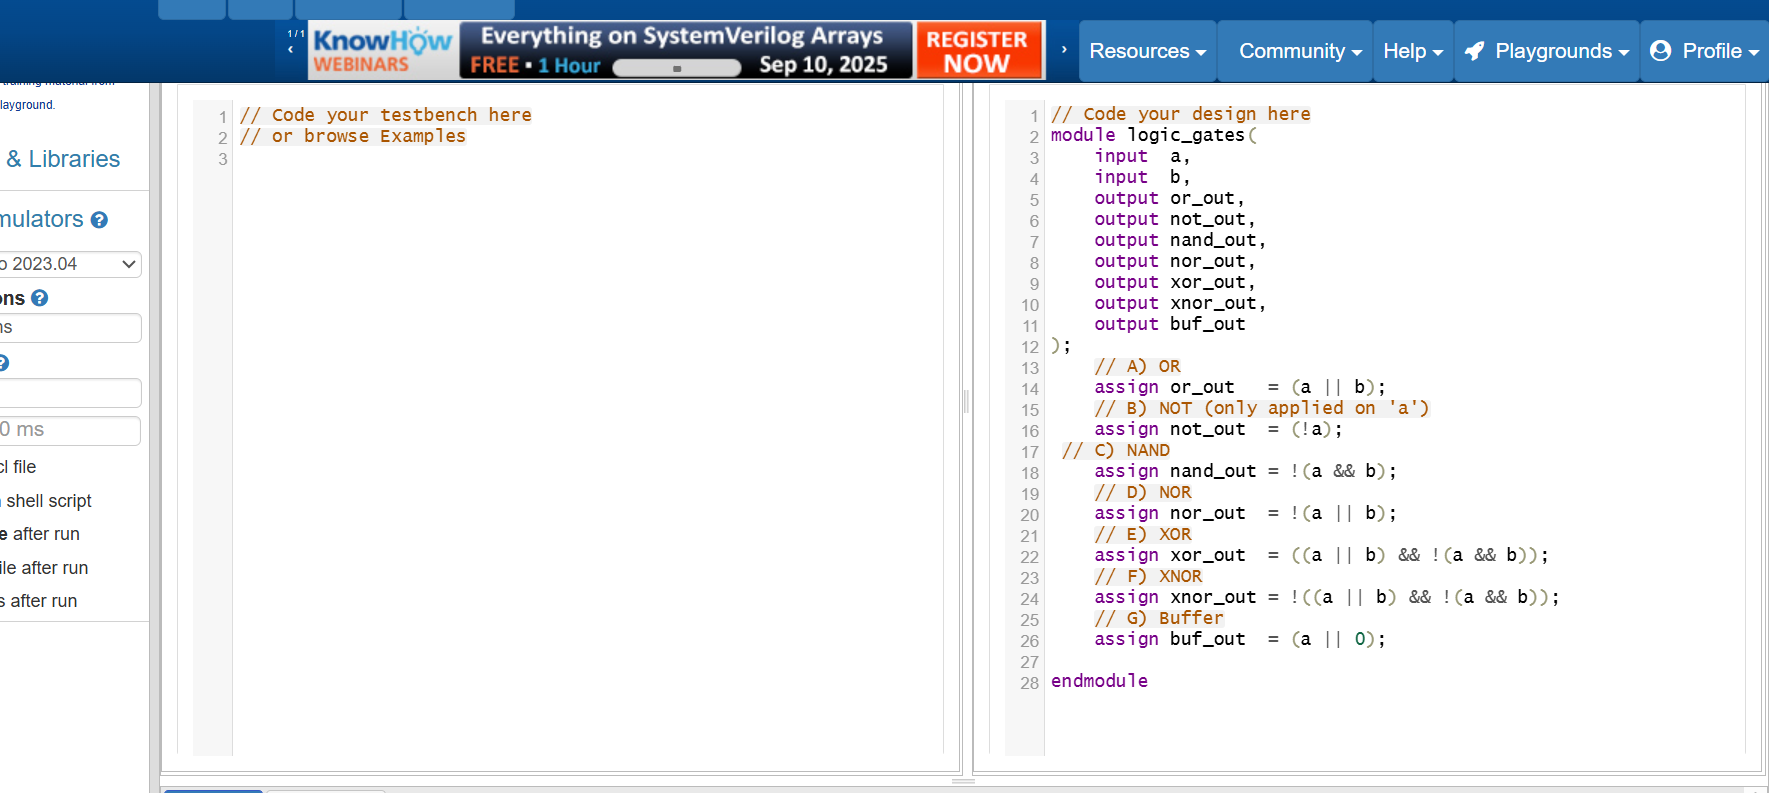 1/1
KnowHow
WEBINARS
Everything on SystemVerilog Arrays
FREE • 1 Hour
Sep 10, 2025
REGISTER
NOW
Resources
Community
Help
Playgrounds
Profile
layground.
& Libraries
mulators
o 2023.04
ons
ns
0 ms
cl file
shell script
e after run
ile after run
s after run
1 // Code your testbench here
2 // or browse Examples
3
1 // Code your design here
2 module logic_gates(
3     input  a,
4     input  b,
5     output or_out,
6     output not_out,
7     output nand_out,
8     output nor_out,
9     output xor_out,
10     output xnor_out,
11     output buf_out
12 );
13     // A) OR
14     assign or_out   = (a || b);
15     // B) NOT (only applied on 'a')
16     assign not_out  = (!a);
17  // C) NAND
18     assign nand_out = !(a && b);
19     // D) NOR
20     assign nor_out  = !(a || b);
21     // E) XOR
22     assign xor_out  = ((a || b) && !(a && b));
23     // F) XNOR
24     assign xnor_out = !((a || b) && !(a && b));
25     // G) Buffer
26     assign buf_out  = (a || 0);
27
28 endmodule